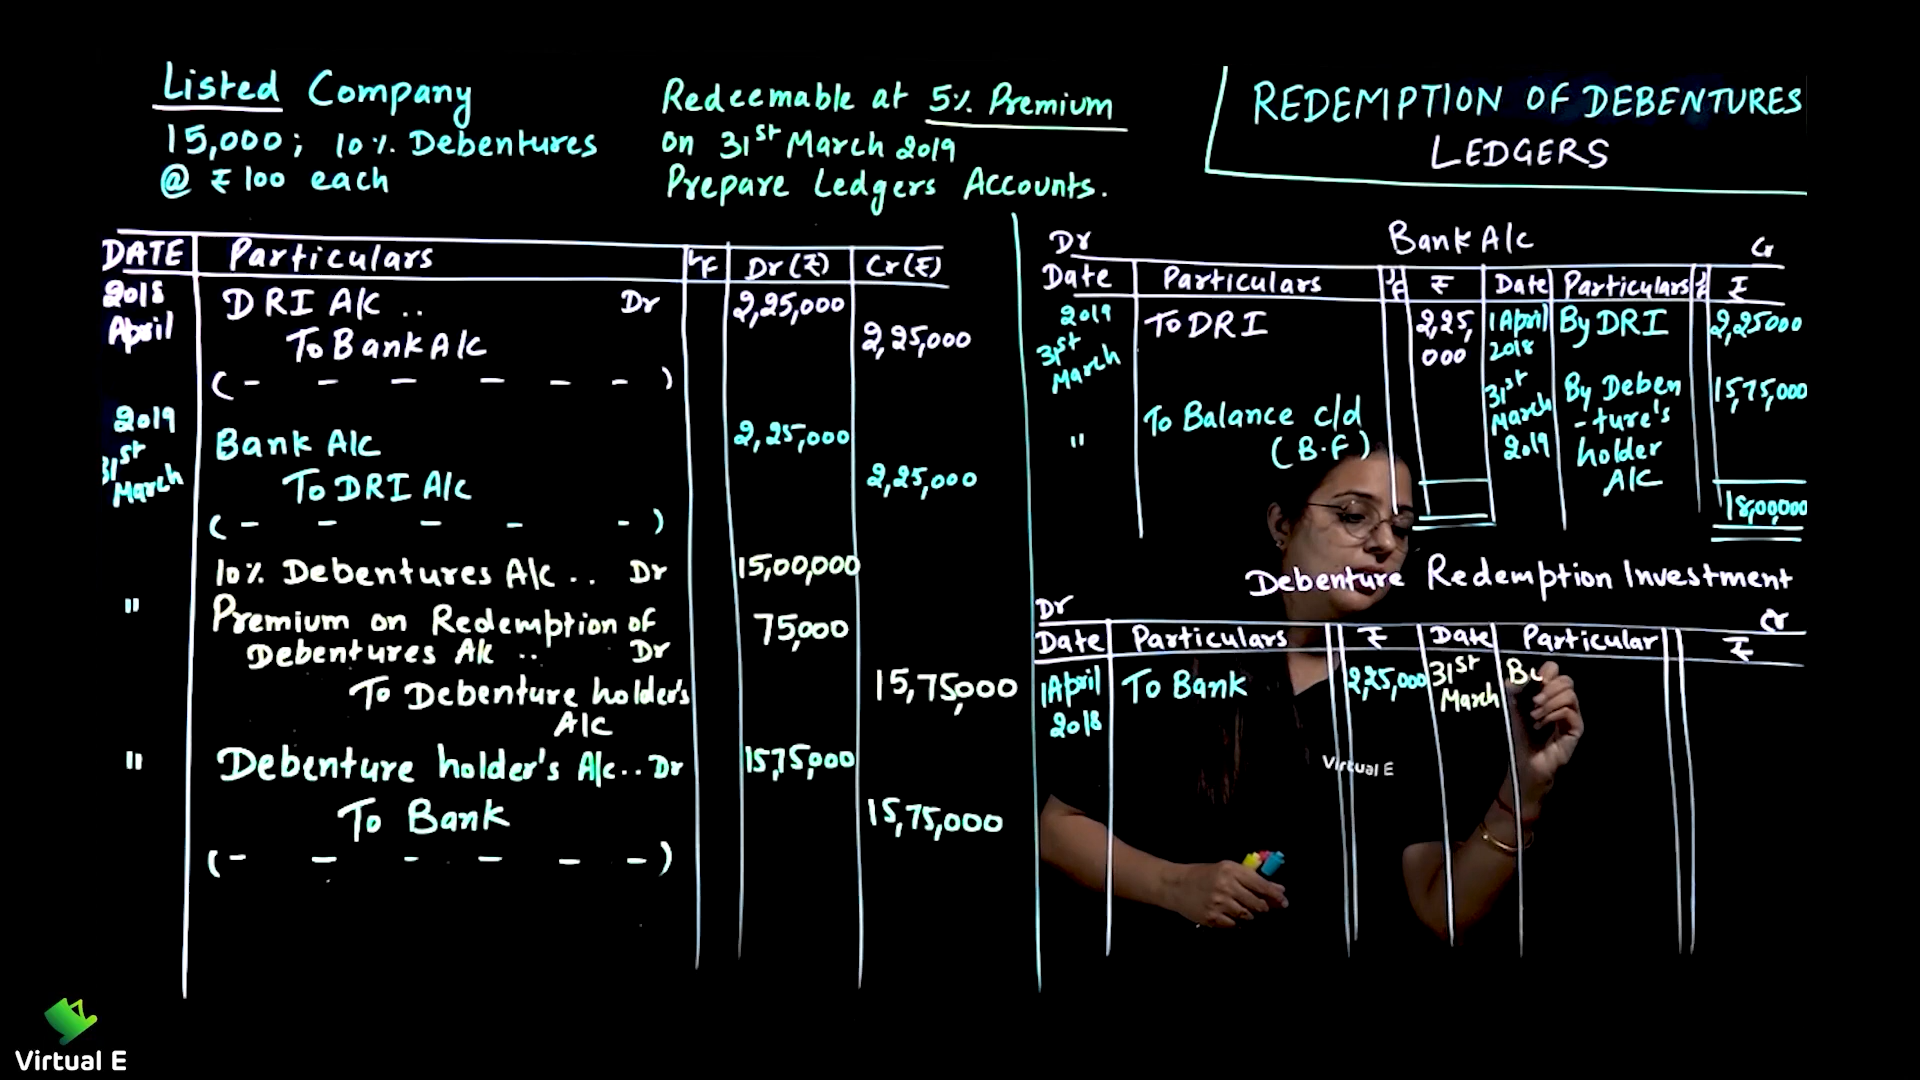 Listed Company
15,000; 10% Debentures
@ ₹100 each
Redeemable at 5% Premium
on 31st March 2019
Prepare Ledgers Accounts.
REDEMPTION OF DEBENTURES
LEDGERS
DATE Particulars LF Dr (₹) Cr (₹)
2018 April DRI A/c .. Dr 2,25,000
To Bank A/c 2,25,000
(- - - - - -)
2019 31st March Bank A/c 2,25,000
To DRI A/c 2,25,000
(- - - - -)
10% Debentures A/c .. Dr 15,00,000
" Premium on Redemption of 75,000
Debentures A/c .. Dr
To Debenture holder's 15,75,000
A/c
" Debenture holder's A/c.. Dr 15,75,000
To Bank 15,75,000
(- - - - - -)
Dr Bank A/c Cr
Date Particulars LF ₹ Date Particulars LF ₹
2019 31st March To DRI 2,25,000 1 April 2018 By DRI 2,25000
" To Balance c/d 31st March 2019 By Deben 15,75,000
(B.F) -ture's
holder
A/c
18,00,000
Debenture Redemption Investment
Dr Cr
Date Particulars ₹ Date Particular ₹
1 April 2018 To Bank 2,25,000 31st March By
Virtual E
Virtual E